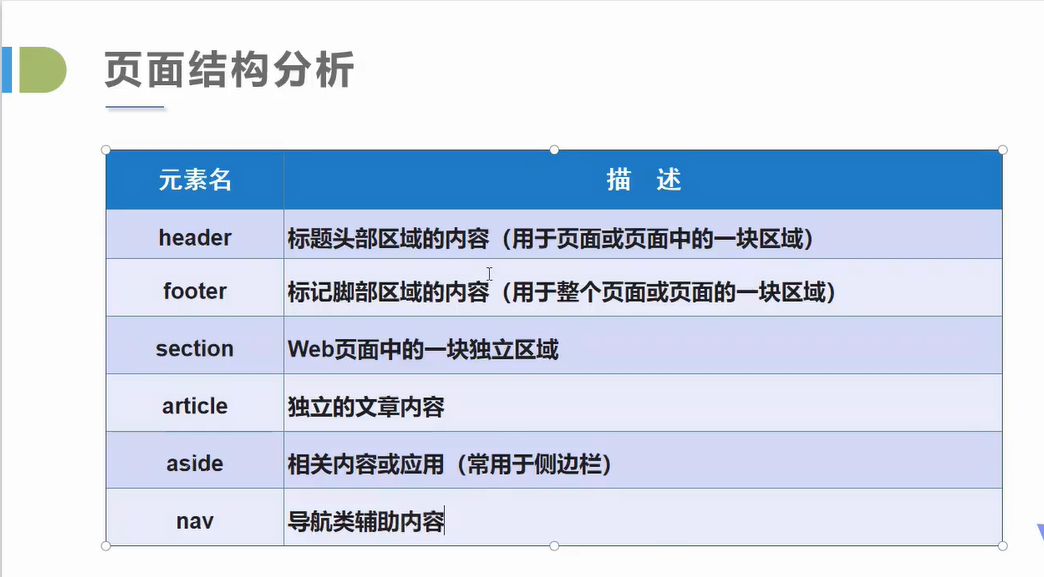 页面结构分析
元素名 描 述
header 标题头部区域的内容（用于页面或页面中的一块区域）
footer 标记脚部区域的内容（用于整个页面或页面的一块区域）
section Web页面中的一块独立区域
article 独立的文章内容
aside 相关内容或应用（常用于侧边栏）
nav 导航类辅助内容